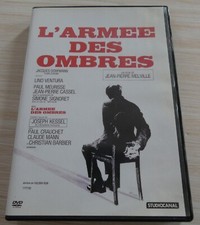 L'ARMEE
DES
OMBRES
LINO VENTURA
PAUL MEURISSE
JEAN-PIERRE CASSEL
SIMONE SIGNORET
JEAN-PIERRE MELVILLE
L'ARMEE DES OMBRES
JOSEPH KESSEL
PAUL CRAUCHET
CLAUDE MANN
CHRISTIAN BARBIER
DVD
STUDIOCANAL